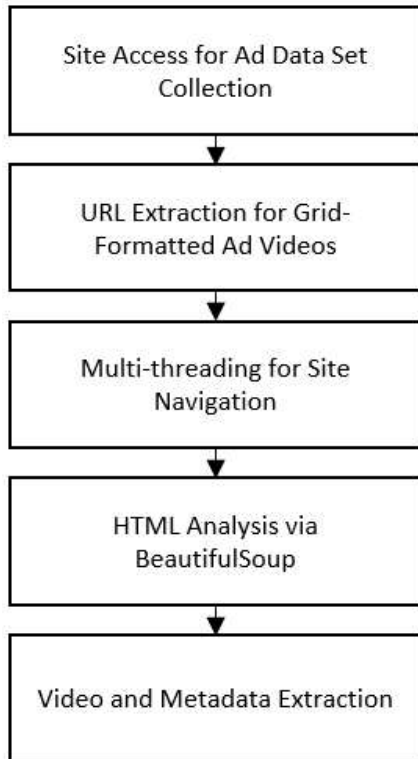 Site Access for Ad Data Set
Collection
URL Extraction for Grid-
Formatted Ad Videos
Multi-threading for Site
Navigation
HTML Analysis via
BeautifulSoup
Video and Metadata Extraction